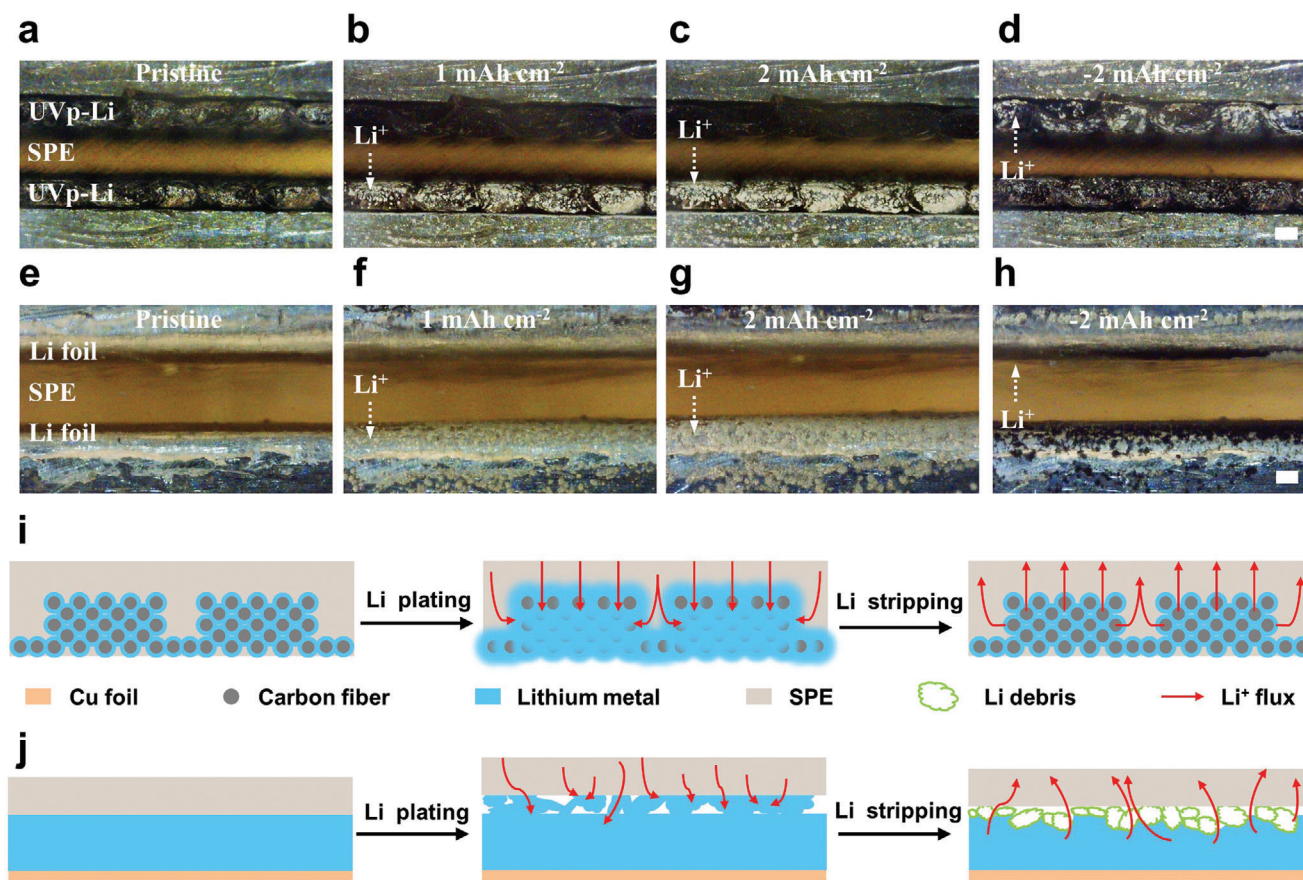 a
b
c
d
Pristine
1 mAh cm-2
2 mAh cm-2
-2 mAh cm-2
UVp-Li
SPE
UVp-Li
Li+
Li+
Li+
e
f
g
h
Pristine
1 mAh cm-2
2 mAh cm-2
-2 mAh cm-2
Li foil
SPE
Li foil
Li+
Li+
Li+
i
Li plating
Li stripping
Cu foil
Carbon fiber
Lithium metal
SPE
Li debris
Li+ flux
j
Li plating
Li stripping